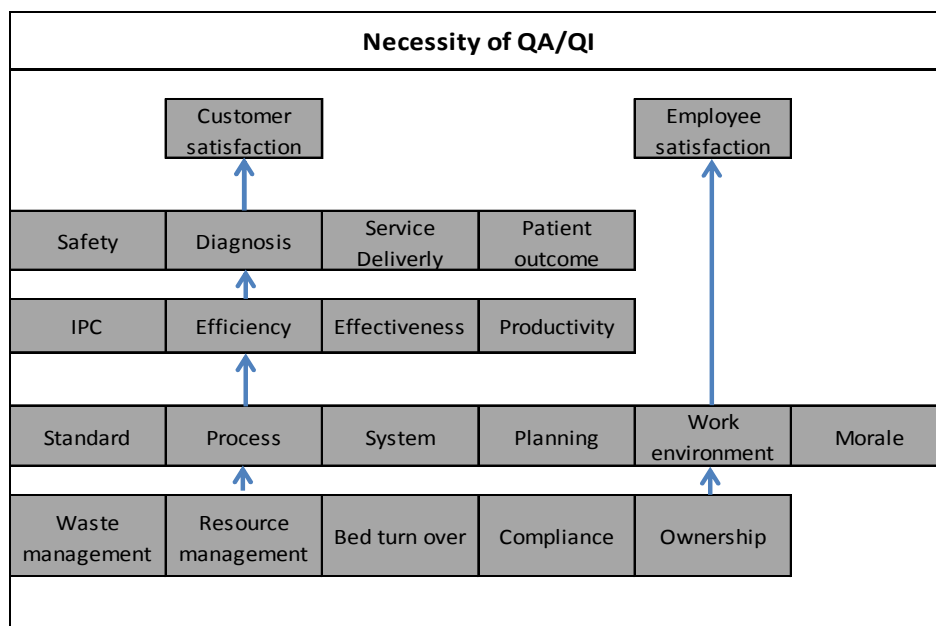 Necessity of QA/QI
Customer
satisfaction
Employee
satisfaction
Safety
Diagnosis
Service
Deliverly
Patient
outcome
IPC
Efficiency
Effectiveness
Productivity
Standard
Process
System
Planning
Work
environment
Morale
Waste
management
Resource
management
Bed turn over
Compliance
Ownership